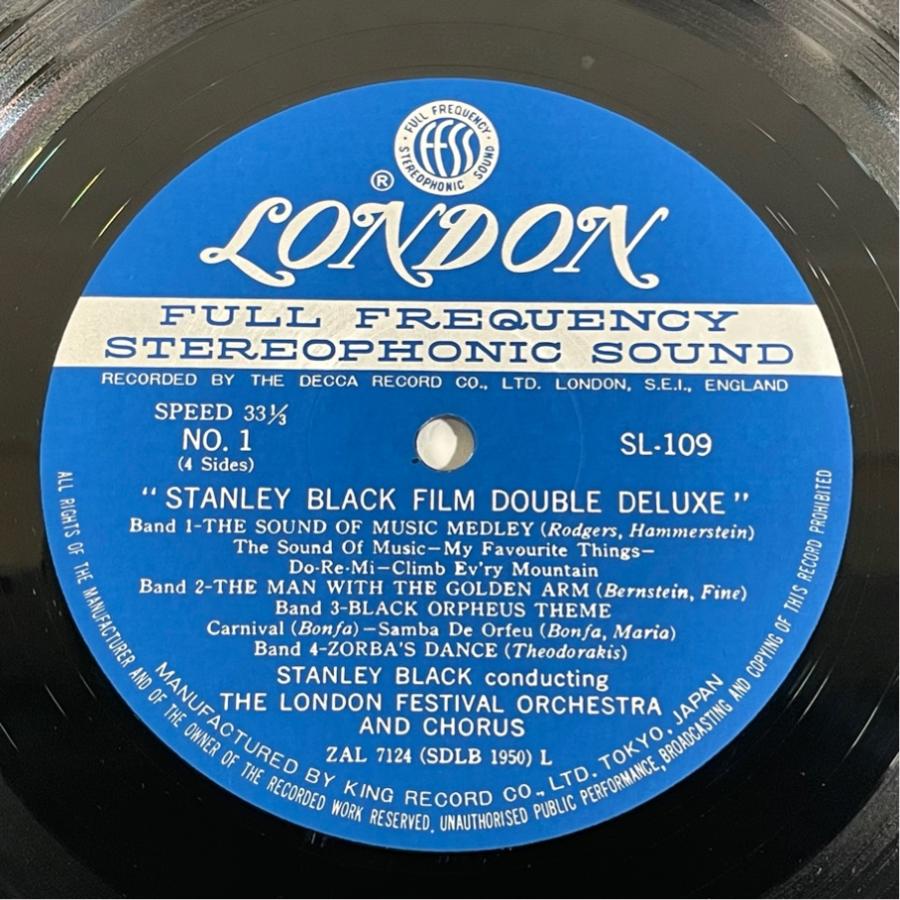 FULL FREQUENCY
ffss
STEREOPHONIC SOUND
®
LONDON
FULL FREQUENCY
STEREOPHONIC SOUND
RECORDED BY THE DECCA RECORD CO., LTD. LONDON, S.E.I., ENGLAND
SPEED 33⅓
NO. 1
(4 Sides)
SL-109
"STANLEY BLACK FILM DOUBLE DELUXE"
Band 1-THE SOUND OF MUSIC MEDLEY (Rodgers, Hammerstein)
The Sound Of Music—My Favourite Things—
Do-Re-Mi—Climb Ev'ry Mountain
Band 2-THE MAN WITH THE GOLDEN ARM (Bernstein, Fine)
Band 3-BLACK ORPHEUS THEME
Carnival (Bonfa)—Samba De Orfeu (Bonfa, Maria)
Band 4-ZORBA'S DANCE (Theodorakis)
STANLEY BLACK conducting
THE LONDON FESTIVAL ORCHESTRA
AND CHORUS
ZAL 7124 (SDLB 1950) L
MANUFACTURED BY KING RECORD CO., LTD. TOKYO, JAPAN
ALL RIGHTS OF THE MANUFACTURER AND OF THE OWNER OF THE RECORDED WORK RESERVED. UNAUTHORISED PUBLIC PERFORMANCE, BROADCASTING AND COPYING OF THIS RECORD PROHIBITED